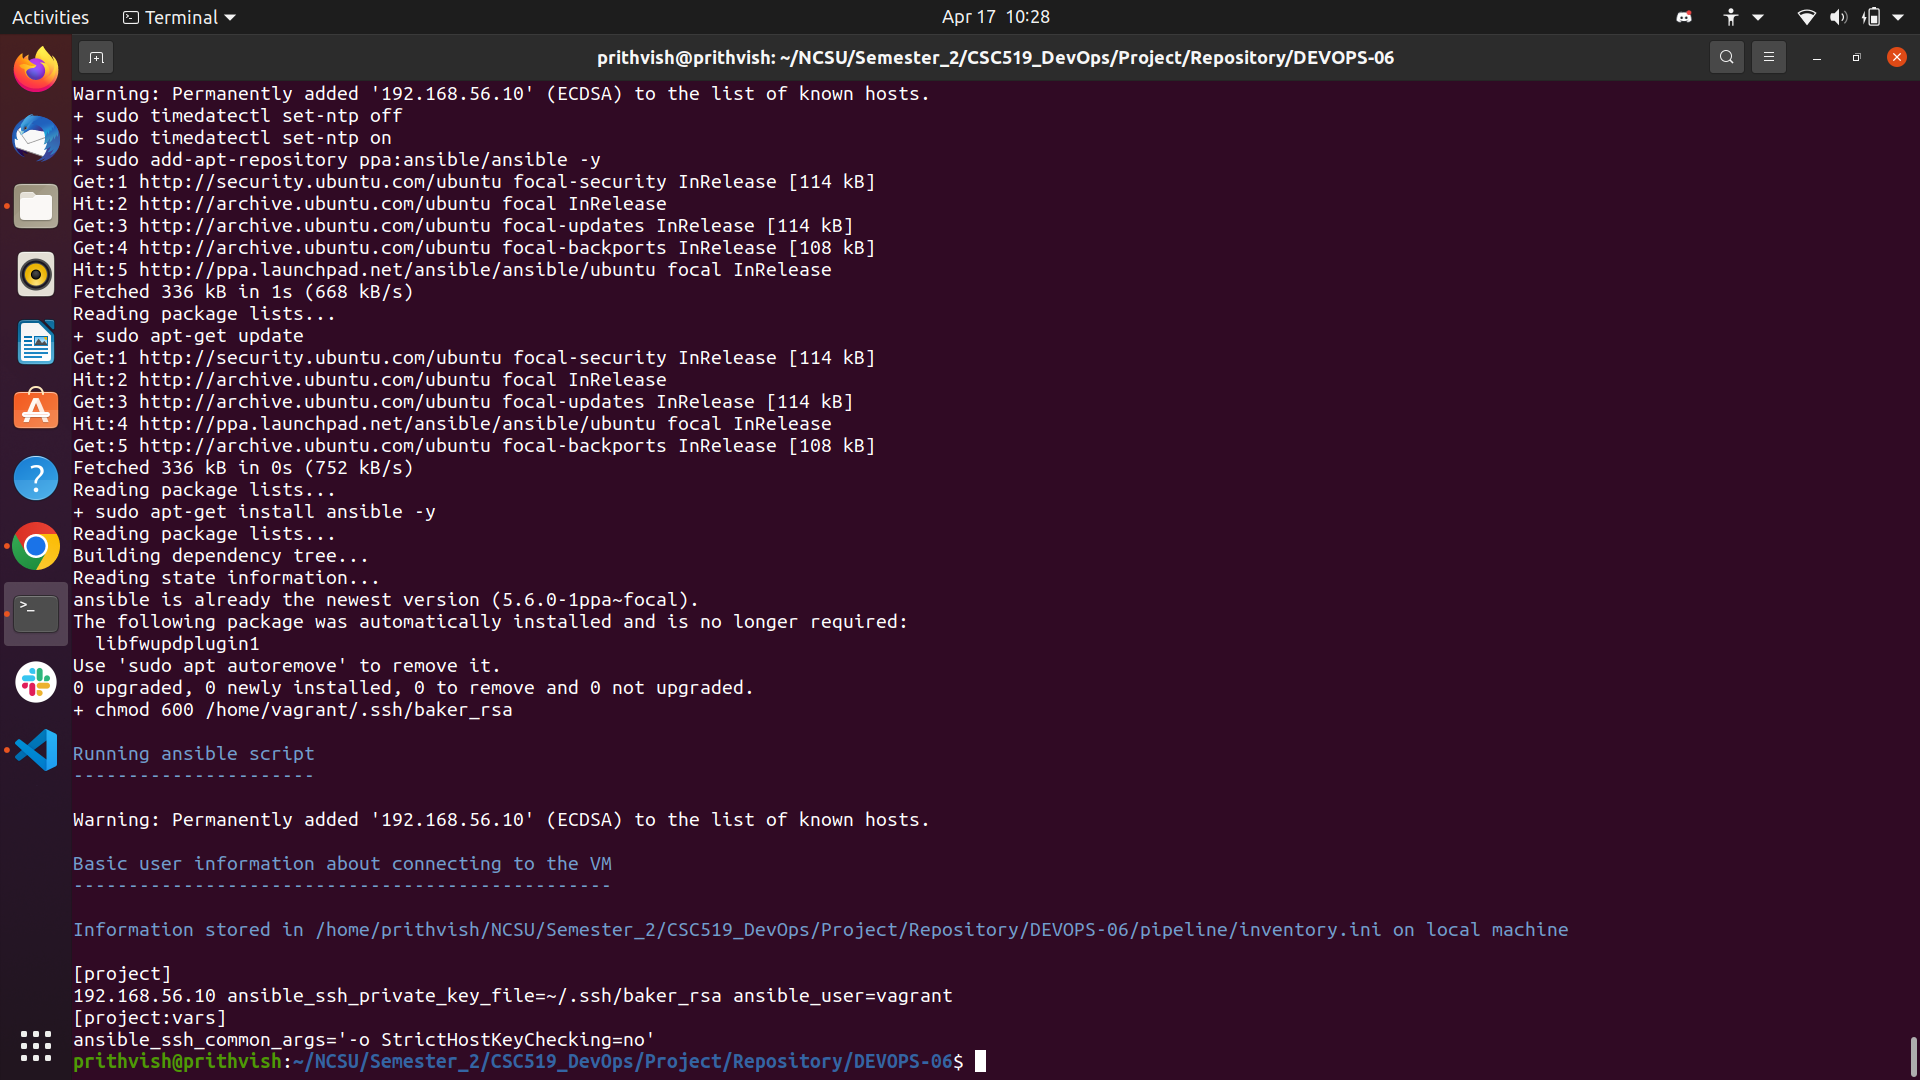 Activities
Terminal
Apr 17 10:28
prithvish@prithvish: ~/NCSU/Semester_2/CSC519_DevOps/Project/Repository/DEVOPS-06
Warning: Permanently added '192.168.56.10' (ECDSA) to the list of known hosts.
+ sudo timedatectl set-ntp off
+ sudo timedatectl set-ntp on
+ sudo add-apt-repository ppa:ansible/ansible -y
Get:1 http://security.ubuntu.com/ubuntu focal-security InRelease [114 kB]
Hit:2 http://archive.ubuntu.com/ubuntu focal InRelease
Get:3 http://archive.ubuntu.com/ubuntu focal-updates InRelease [114 kB]
Get:4 http://archive.ubuntu.com/ubuntu focal-backports InRelease [108 kB]
Hit:5 http://ppa.launchpad.net/ansible/ansible/ubuntu focal InRelease
Fetched 336 kB in 1s (668 kB/s)
Reading package lists...
+ sudo apt-get update
Get:1 http://security.ubuntu.com/ubuntu focal-security InRelease [114 kB]
Hit:2 http://archive.ubuntu.com/ubuntu focal InRelease
Get:3 http://archive.ubuntu.com/ubuntu focal-updates InRelease [114 kB]
Hit:4 http://ppa.launchpad.net/ansible/ansible/ubuntu focal InRelease
Get:5 http://archive.ubuntu.com/ubuntu focal-backports InRelease [108 kB]
Fetched 336 kB in 0s (752 kB/s)
Reading package lists...
+ sudo apt-get install ansible -y
Reading package lists...
Building dependency tree...
Reading state information...
ansible is already the newest version (5.6.0-1ppa~focal).
The following package was automatically installed and is no longer required:
  libfwupdplugin1
Use 'sudo apt autoremove' to remove it.
0 upgraded, 0 newly installed, 0 to remove and 0 not upgraded.
+ chmod 600 /home/vagrant/.ssh/baker_rsa
Running ansible script
----------------------
Warning: Permanently added '192.168.56.10' (ECDSA) to the list of known hosts.
Basic user information about connecting to the VM
-------------------------------------------------
Information stored in /home/prithvish/NCSU/Semester_2/CSC519_DevOps/Project/Repository/DEVOPS-06/pipeline/inventory.ini on local machine
[project]
192.168.56.10 ansible_ssh_private_key_file=~/.ssh/baker_rsa ansible_user=vagrant
[project:vars]
ansible_ssh_common_args='-o StrictHostKeyChecking=no'
prithvish@prithvish:~/NCSU/Semester_2/CSC519_DevOps/Project/Repository/DEVOPS-06$